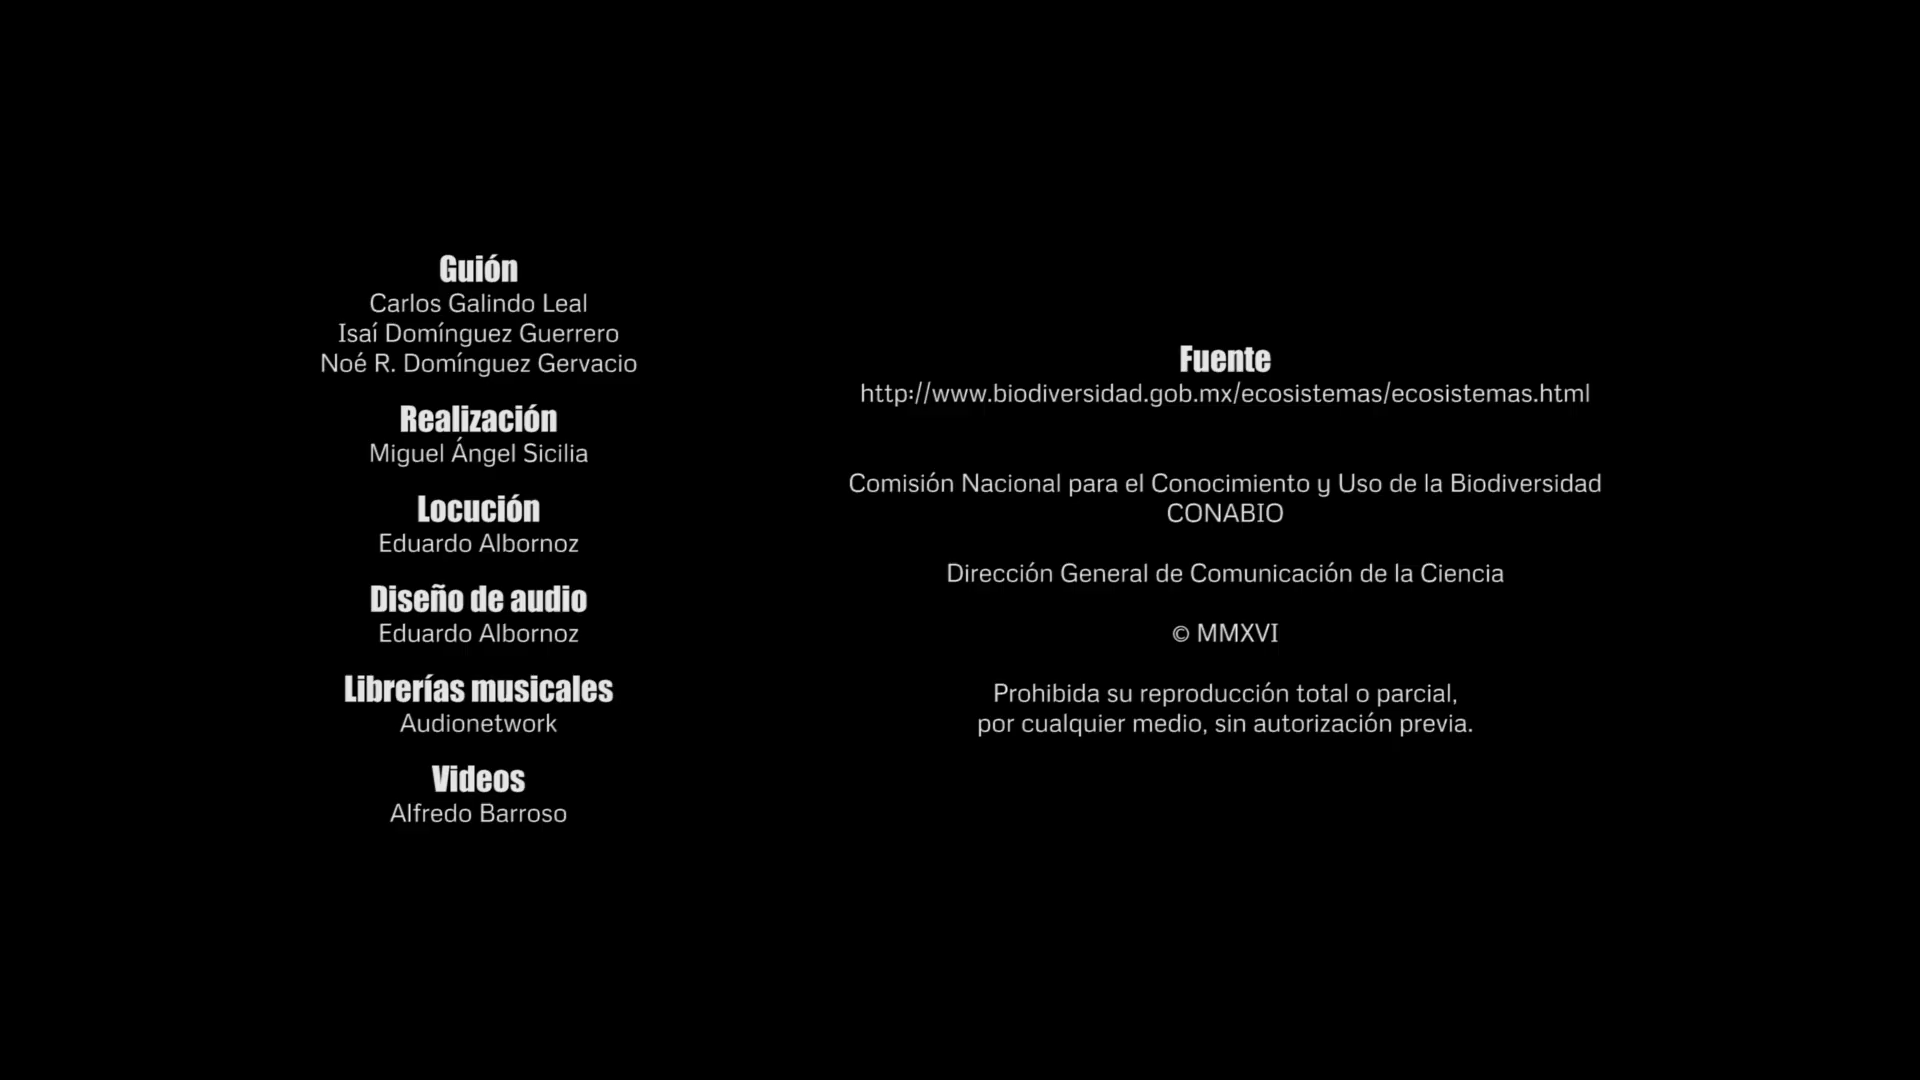 Guión
Carlos Galindo Leal
Isaí Domínguez Guerrero
Noé R. Domínguez Gervacio
Realización
Miguel Ángel Sicilia
Locución
Eduardo Albornoz
Diseño de audio
Eduardo Albornoz
Librerías musicales
Audionetwork
Videos
Alfredo Barroso
Fuente
http://www.biodiversidad.gob.mx/ecosistemas/ecosistemas.html
Comisión Nacional para el Conocimiento y Uso de la Biodiversidad
CONABIO
Dirección General de Comunicación de la Ciencia
© MMXVI
Prohibida su reproducción total o parcial,
por cualquier medio, sin autorización previa.